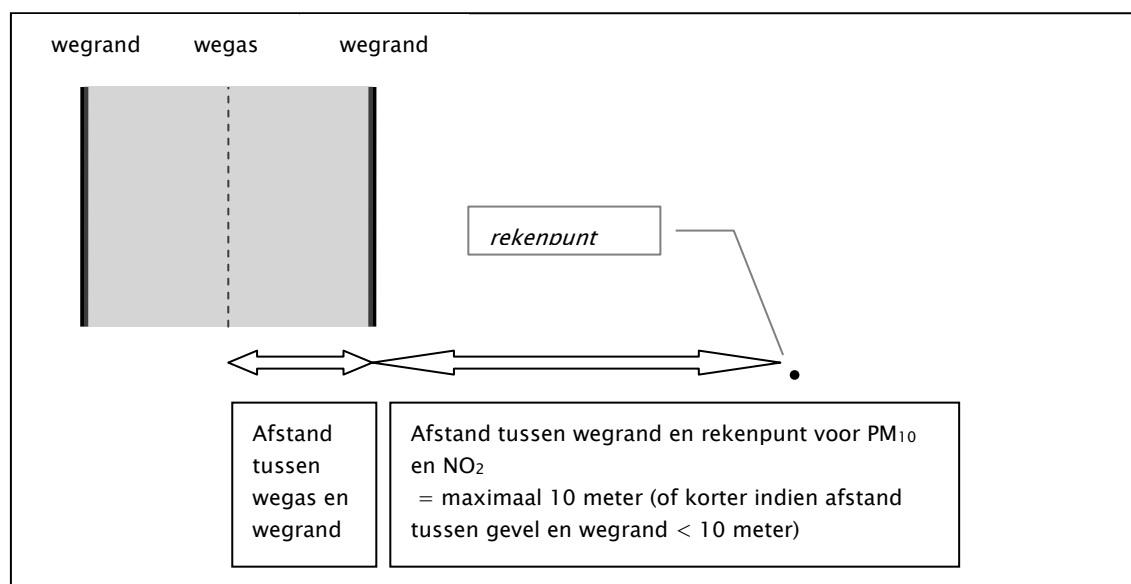 wegrand wegas wegrand
rekenpunt
Afstand
tussen
wegas en
wegrand
Afstand tussen wegrand en rekenpunt voor PM₁₀
en NO₂
= maximaal 10 meter (of korter indien afstand
tussen gevel en wegrand < 10 meter)